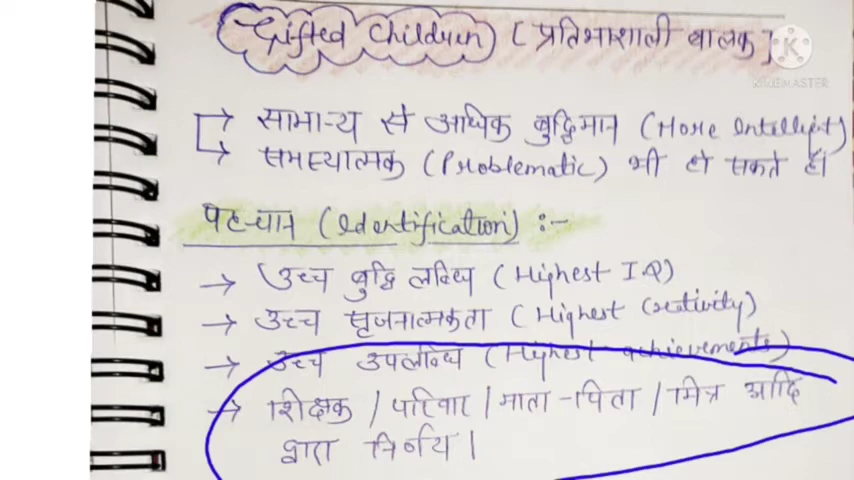 Gifted Children [प्रतिभाशाली बालक]
K
KINEMASTER
→ सामान्य से अधिक बुद्धिमान (More Intelligent)
→ समस्यात्मक (Problematic) भी हो सकते हैं।
पहचान (Identification) :-
→ उच्च बुद्धि लब्धि (Highest I.Q)
→ उच्च सृजनात्मकता (Highest Creativity)
→ उच्च उपलब्धि (Highest achievements)
→ शिक्षक / परिवार / माता-पिता / मित्र आदि
द्वारा निर्णय।